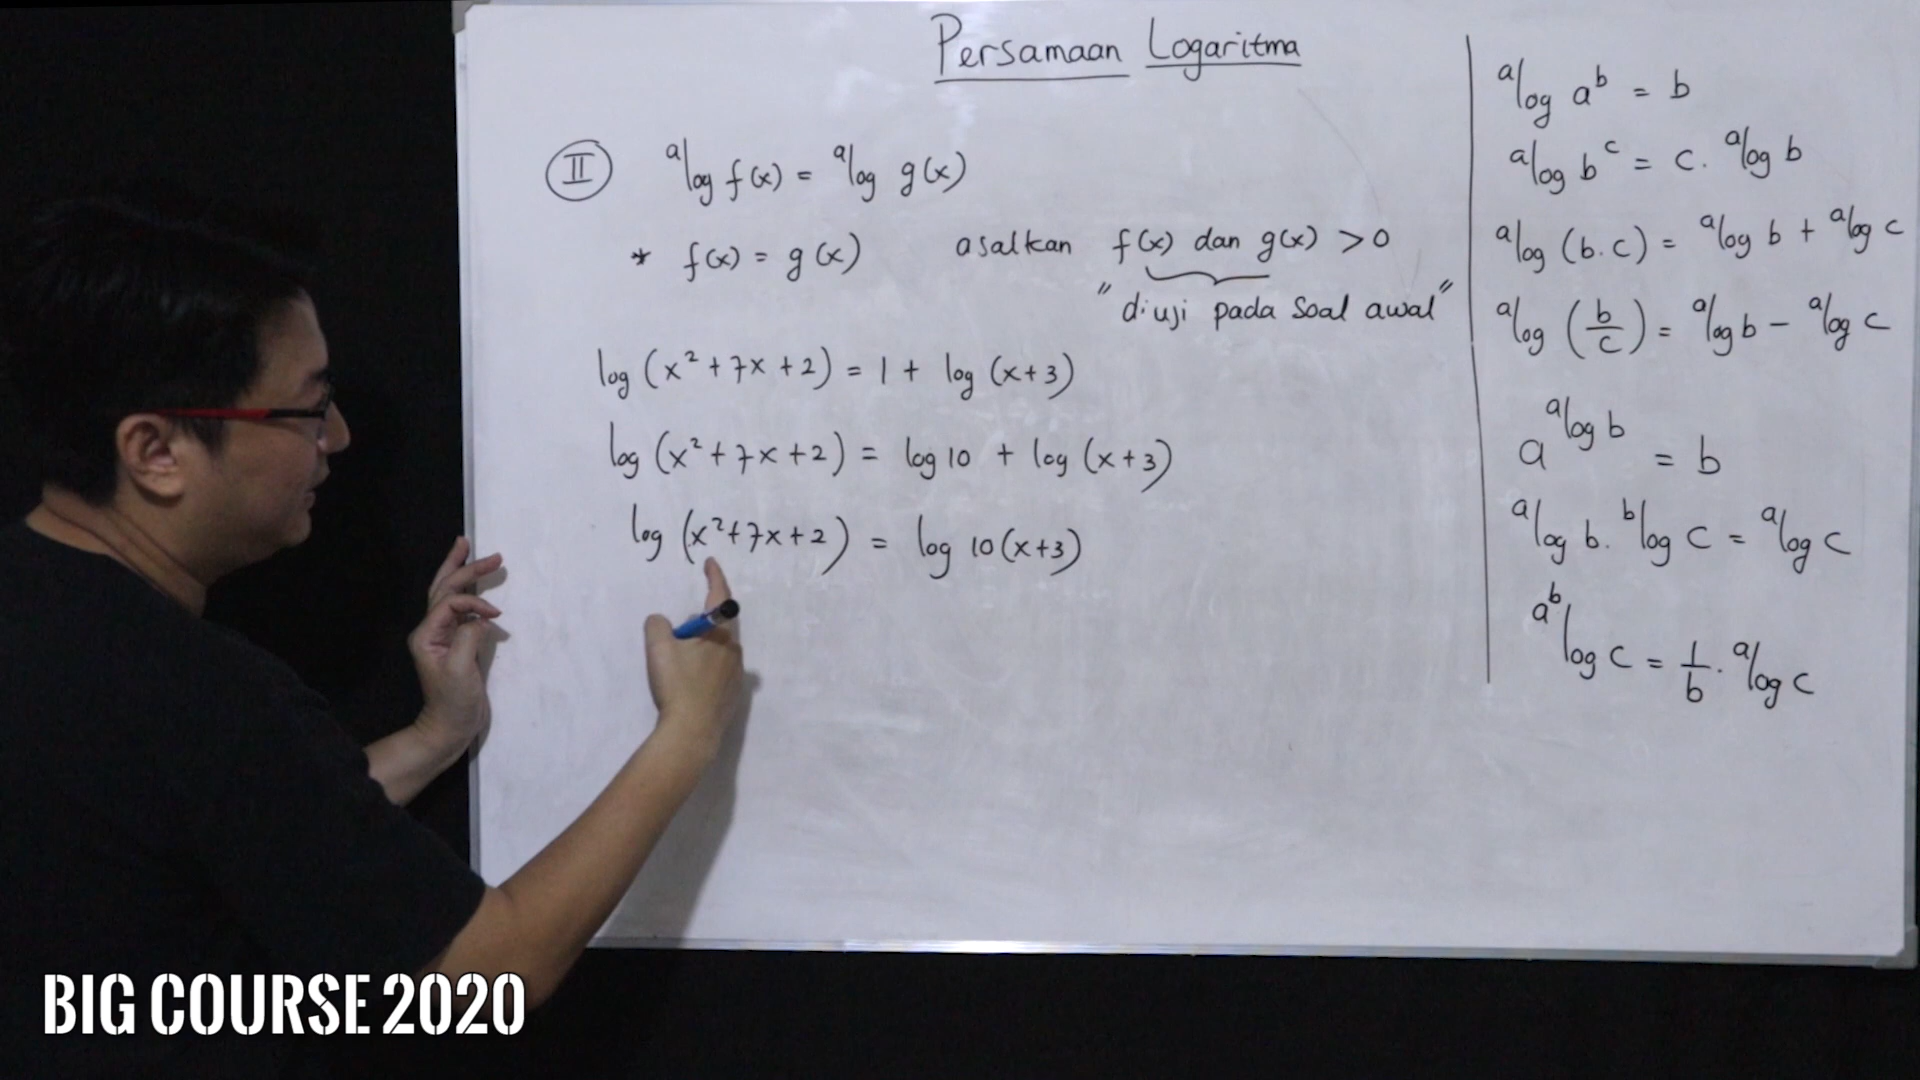 Persamaan Logaritma
II ᵃlog f(x) = ᵃlog g(x)
* f(x) = g(x) asalkan f(x) dan g(x) > 0
"diuji pada soal awal"
log (x² + 7x + 2) = 1 + log (x+3)
log (x² + 7x + 2) = log 10 + log (x+3)
log (x² + 7x + 2) = log 10(x+3)
ᵃlog aᵇ = b
ᵃlog bᶜ = c. ᵃlog b
ᵃlog (b.c) = ᵃlog b + ᵃlog c
ᵃlog (b/c) = ᵃlog b − ᵃlog c
a^(ᵃlog b) = b
ᵃlog b. ᵇlog c = ᵃlog c
^(aᵇ)log c = 1/b . ᵃlog c
BIG COURSE 2020